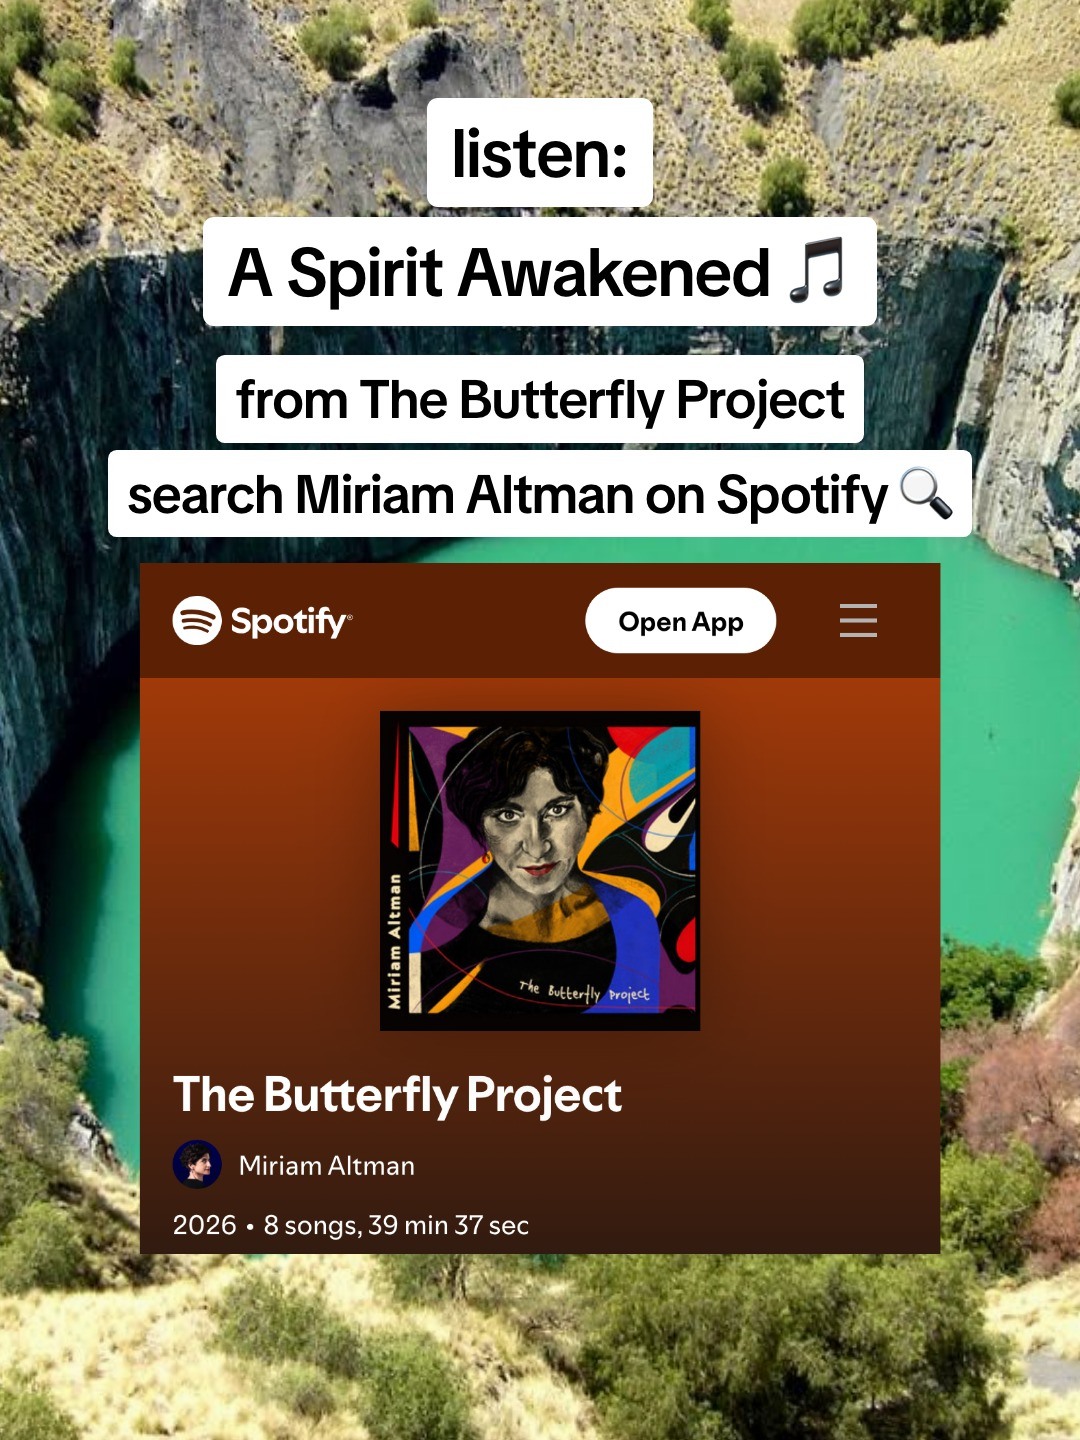 listen:
A Spirit Awakened 🎵
from The Butterfly Project
search Miriam Altman on Spotify 🔍
Spotify®
Open App
Miriam Altman
The Butterfly Project
The Butterfly Project
Miriam Altman
2026 • 8 songs, 39 min 37 sec